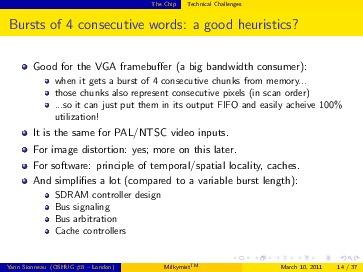 The Chip Technical Challenges
Bursts of 4 consecutive words: a good heuristics?
Good for the VGA framebuffer (a big bandwidth consumer):
when it gets a burst of 4 consecutive chunks from memory...
those chunks also represent consecutive pixels (in scan order)
...so it can just put them in its output FIFO and easily acheive 100%
utilization!
It is the same for PAL/NTSC video inputs.
For image distortion: yes; more on this later.
For software: principle of temporal/spatial locality, caches.
And simplifies a lot (compared to a variable burst length):
SDRAM controller design
Bus signaling
Bus arbitration
Cache controllers
Yann Sionneau (OSHUG #8 – London) Milkymist™ March 10, 2011 14 / 37